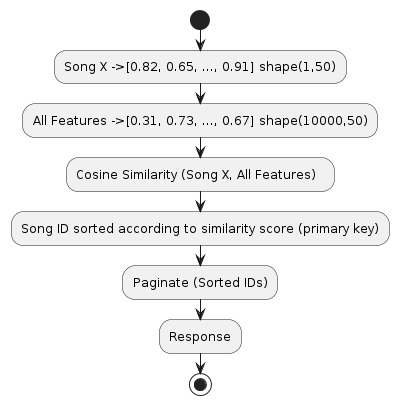 Song X ->[0.82, 0.65, ..., 0.91] shape(1,50)
All Features ->[0.31, 0.73, ..., 0.67] shape(10000,50)
Cosine Similarity (Song X, All Features)
Song ID sorted according to similarity score (primary key)
Paginate (Sorted IDs)
Response